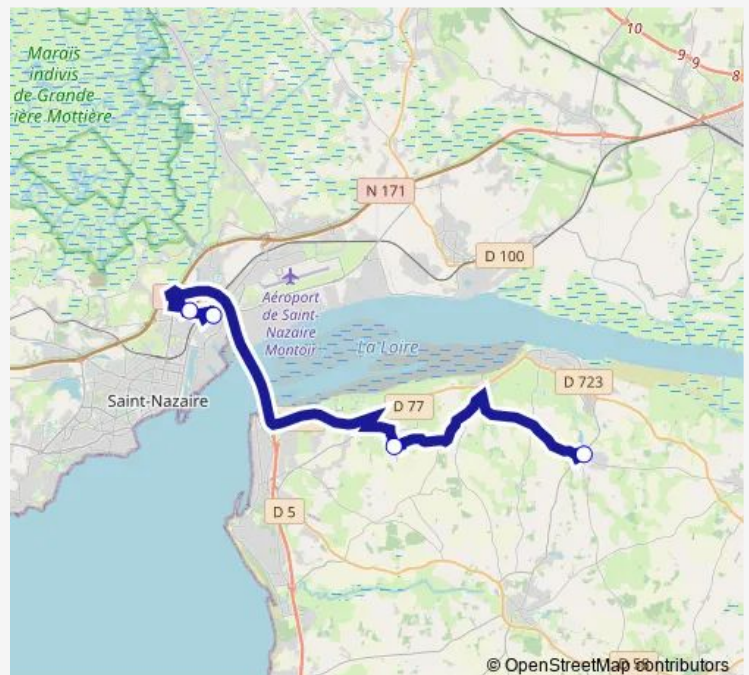 Marais
indivis
de Grande
rière Mottière
10
9
9
8
N 171
D 100
Aéroport
de Saint-
Nazaire
Montoir
La Loire
D 723
Saint-Nazaire
D 77
D 5
© OpenStreetMap contributors